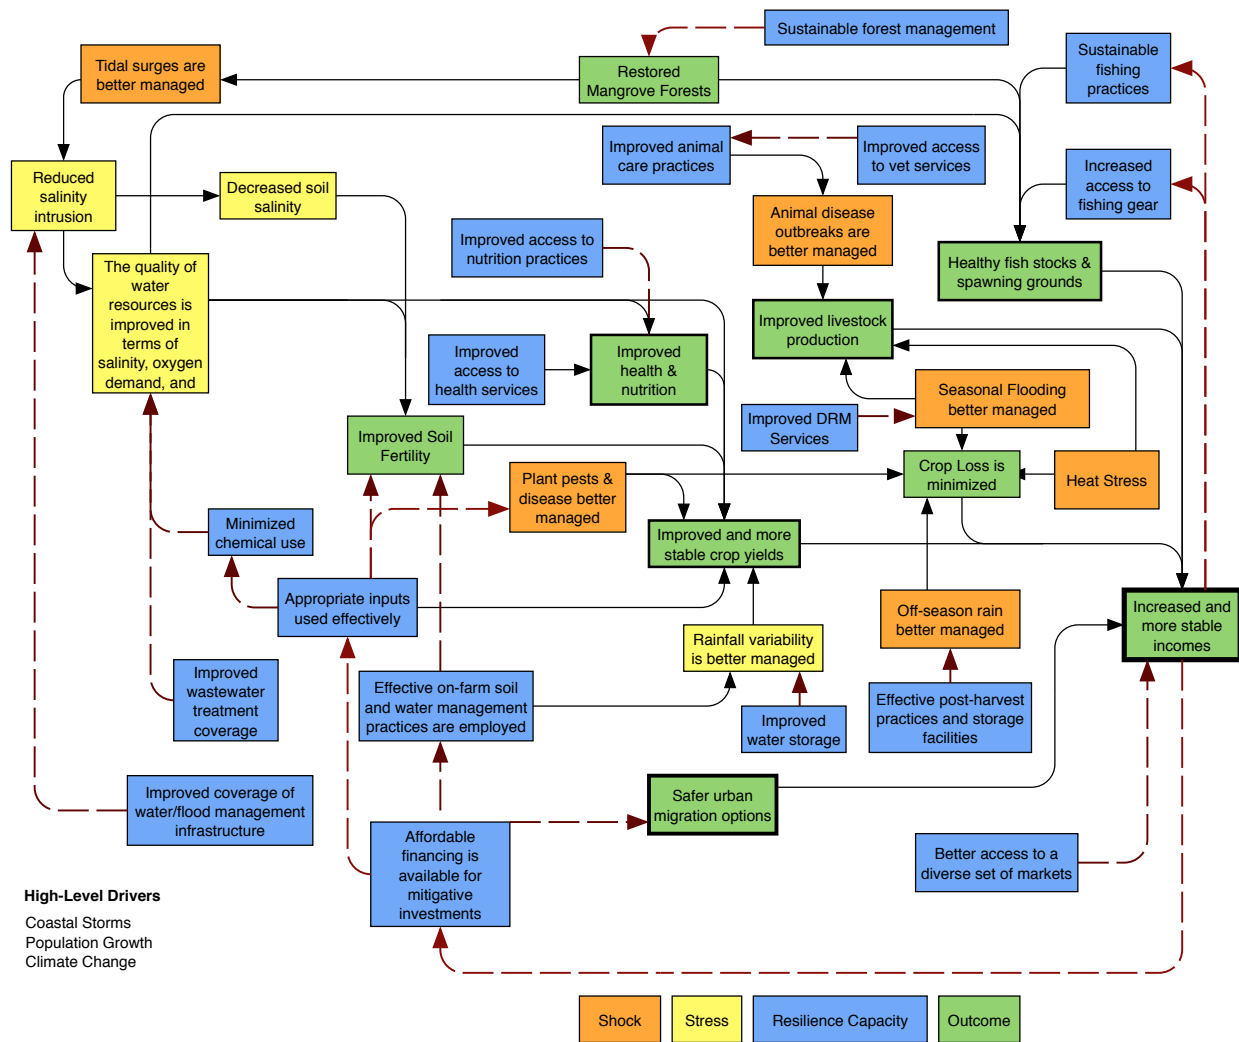 Sustainable forest management
Tidal surges are
better managed
Restored
Mangrove Forests
Sustainable
fishing
practices
Improved animal
care practices
Improved access
to vet services
Increased
access to
fishing gear
Reduced
salinity
intrusion
Decreased soil
salinity
Animal disease
outbreaks are
better managed
Improved access to
nutrition practices
Healthy fish stocks &
spawning grounds
The quality of
water
resources is
improved in
terms of
salinity, oxygen
demand, and
Improved livestock
production
Improved
access to
health services
Improved
health &
nutrition
Seasonal Flooding
better managed
Improved DRM
Services
Improved Soil
Fertility
Crop Loss is
minimized
Heat Stress
Plant pests &
disease better
managed
Minimized
chemical use
Improved and more
stable crop yields
Appropriate inputs
used effectively
Off-season rain
better managed
Increased and
more stable
incomes
Rainfall variability
is better managed
Improved
wastewater
treatment
coverage
Effective on-farm soil
and water management
practices are employed
Improved
water storage
Effective post-harvest
practices and storage
facilities
Improved coverage of
water/flood management
infrastructure
Safer urban
migration options
Affordable
financing is
available for
mitigative
investments
Better access to a
diverse set of markets
High-Level Drivers
Coastal Storms
Population Growth
Climate Change
Shock
Stress
Resilience Capacity
Outcome